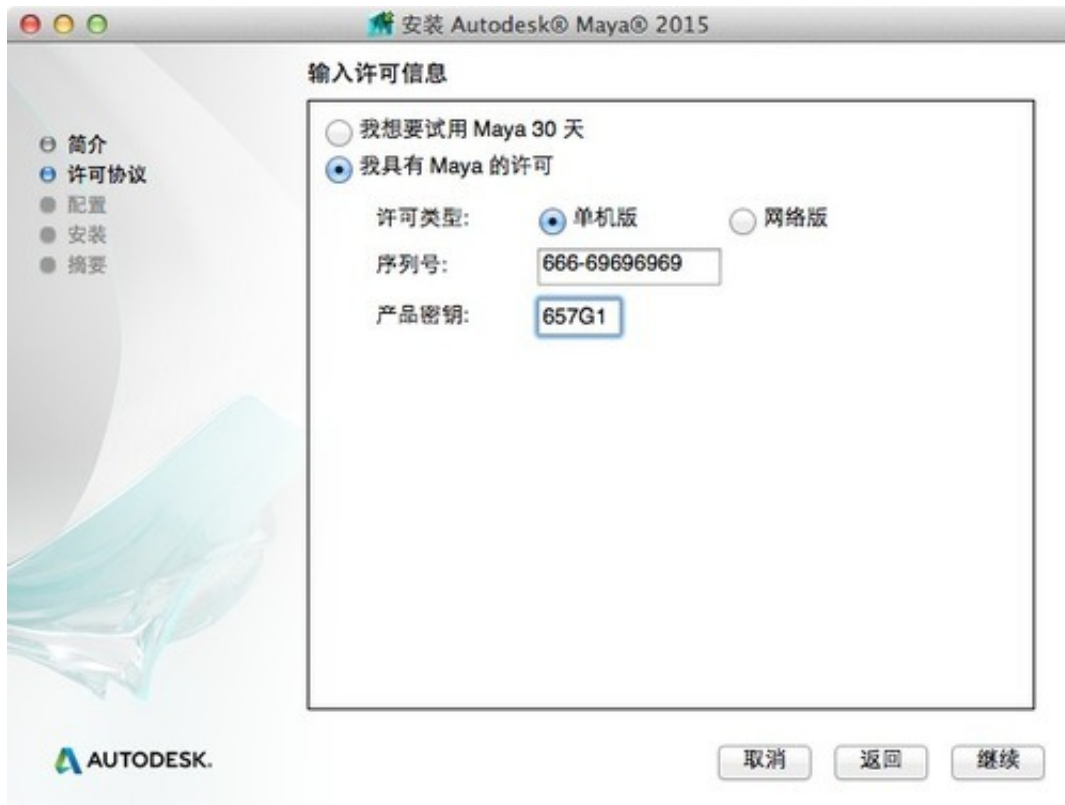 安装 Autodesk® Maya® 2015
输入许可信息
简介
许可协议
配置
安装
摘要
我想要试用 Maya 30 天
我具有 Maya 的许可
许可类型: 单机版 网络版
序列号: 666-69696969
产品密钥: 657G1
AUTODESK.
取消 返回 继续